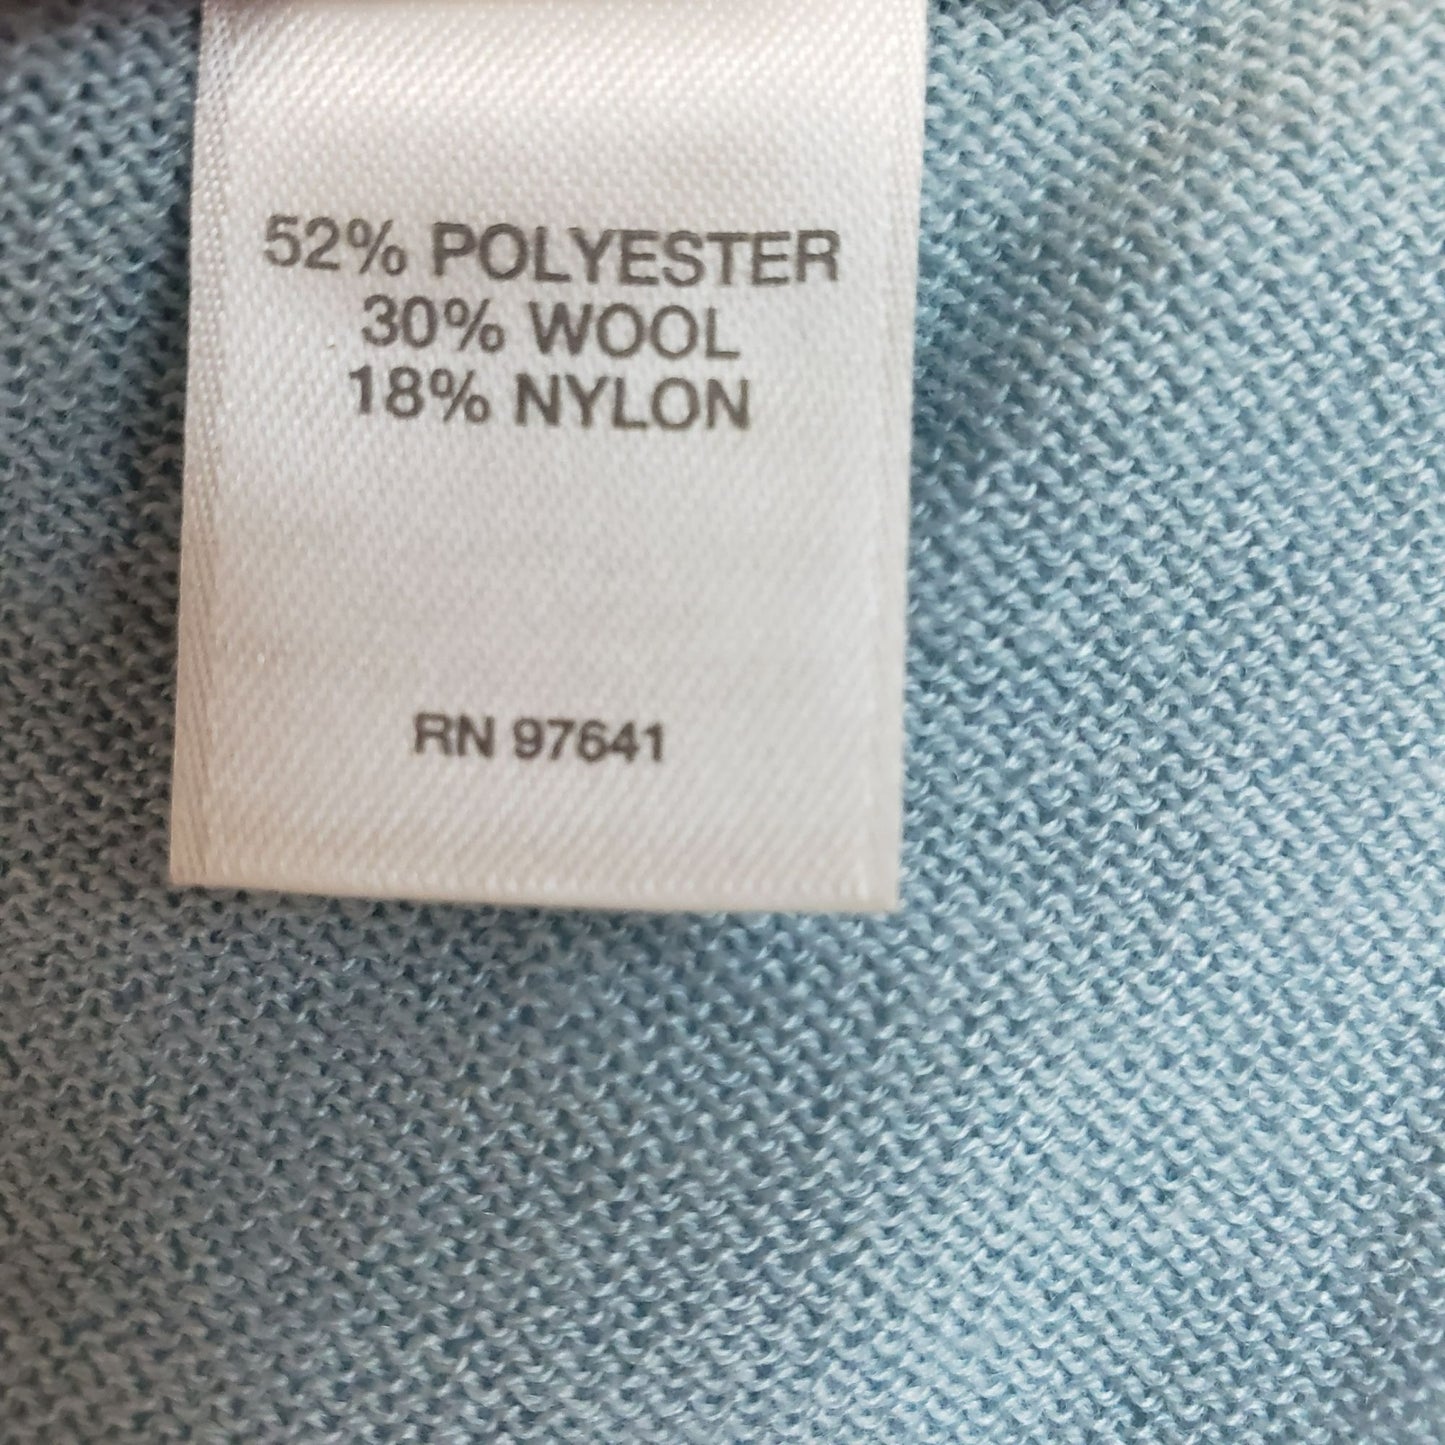 52% POLYESTER
30% WOOL
18% NYLON
RN 97641